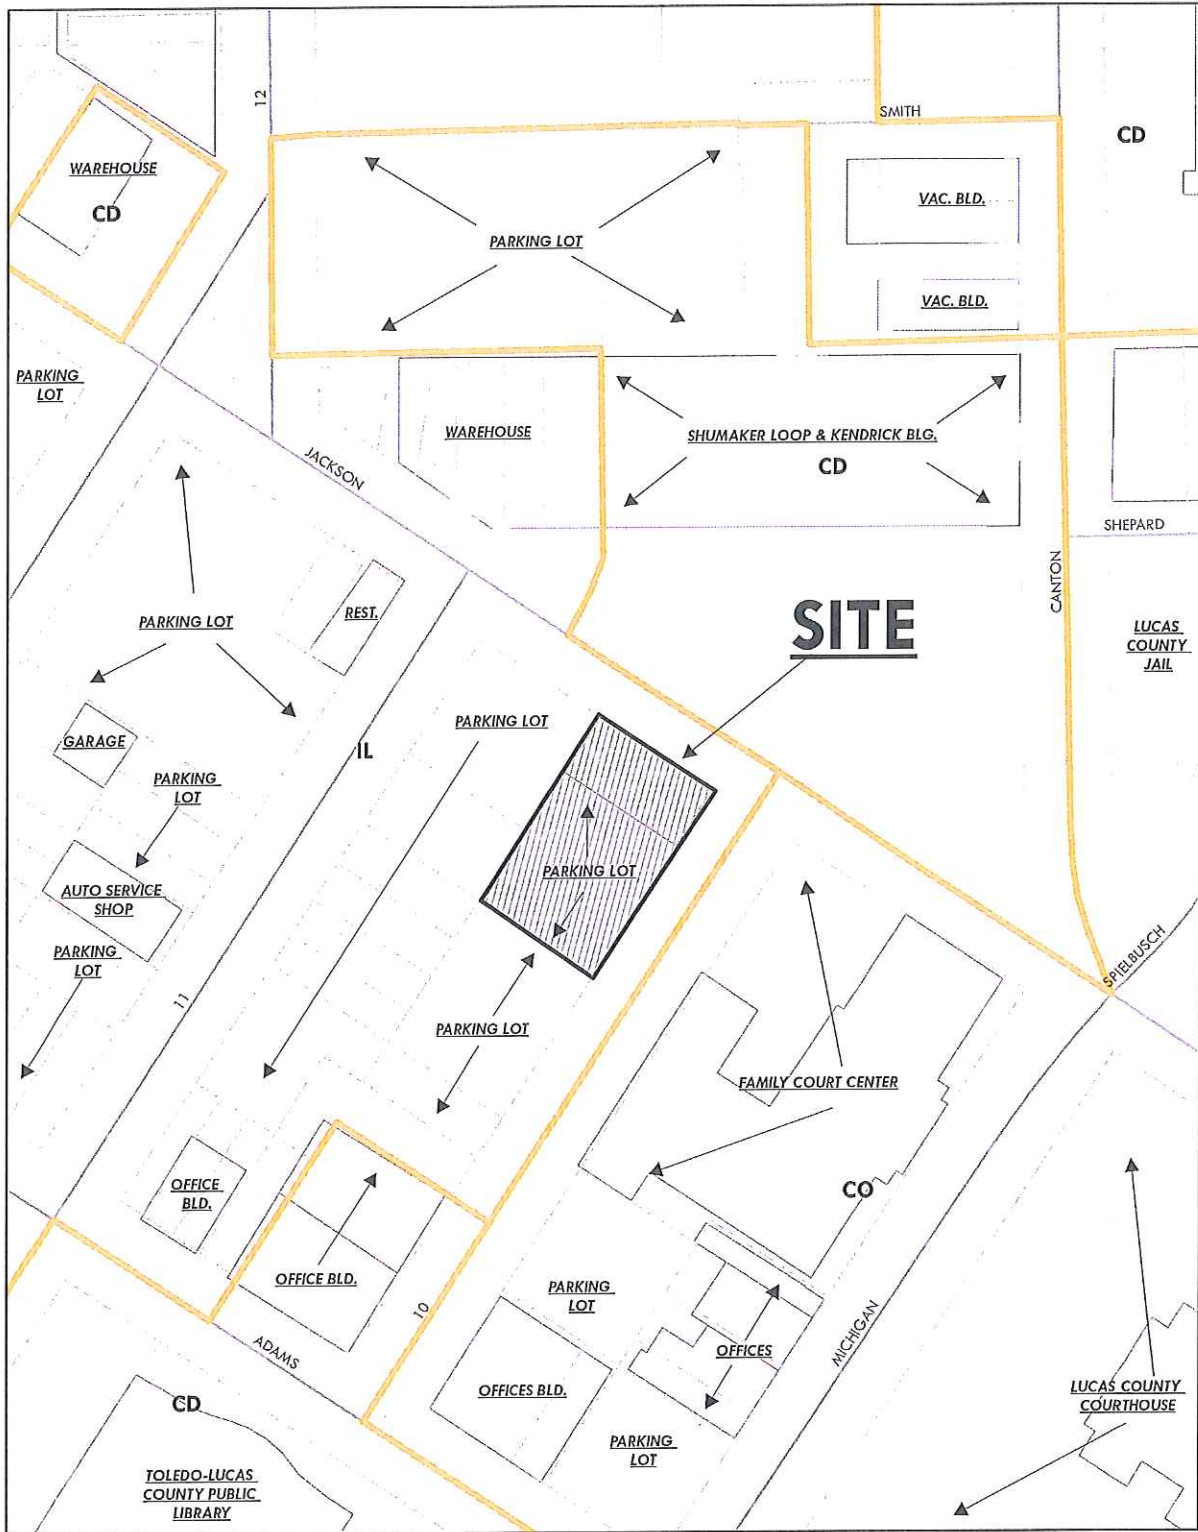 12
SMITH
CD
WAREHOUSE
CD
VAC. BLD.
PARKING LOT
VAC. BLD.
PARKING
LOT
WAREHOUSE
SHUMAKER LOOP & KENDRICK BLG.
CD
JACKSON
SHEPARD
CANTON
REST.
PARKING LOT
SITE
LUCAS
COUNTY
JAIL
PARKING LOT
GARAGE
IL
PARKING
LOT
PARKING LOT
AUTO SERVICE
SHOP
PARKING
LOT
SPIELBUSCH
11
PARKING LOT
FAMILY COURT CENTER
OFFICE
BLD.
CO
OFFICE BLD.
PARKING
LOT
10
MICHIGAN
ADAMS
OFFICES
OFFICES BLD.
LUCAS COUNTY
COURTHOUSE
CD
PARKING
LOT
TOLEDO-LUCAS
COUNTY PUBLIC
LIBRARY